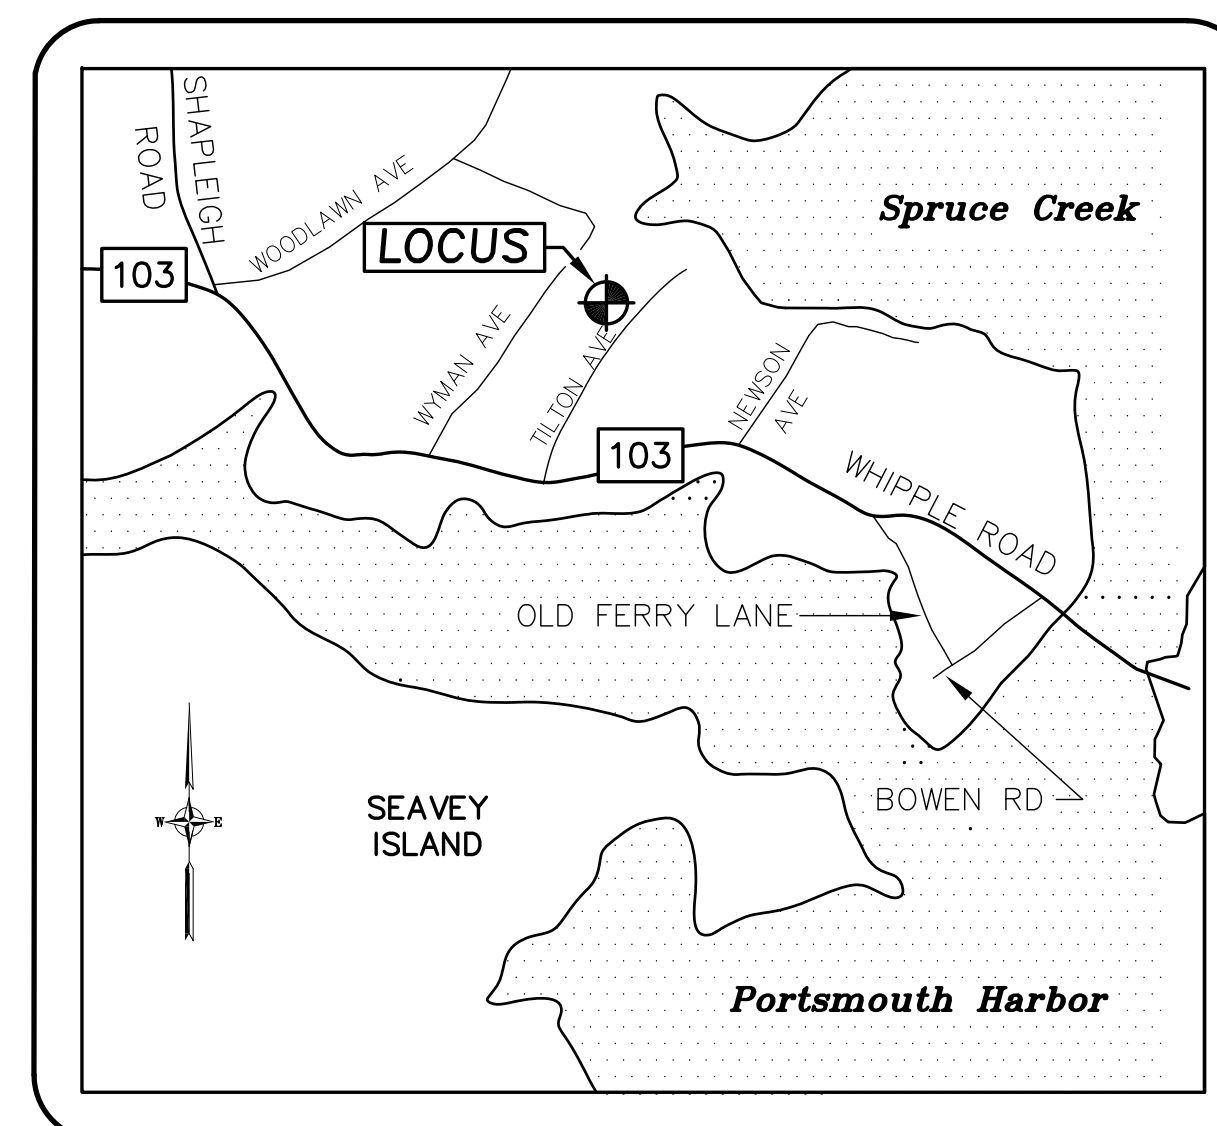 SHAPLEIGH
ROAD
WOODLAWN AVE
Spruce Creek
LOCUS
103
WYMAN AVE
TILTON AVE
NEWSON
AVE
103
WHIPPLE ROAD
OLD FERRY LANE
BOWEN RD
SEAVEY
ISLAND
W E
Portsmouth Harbor